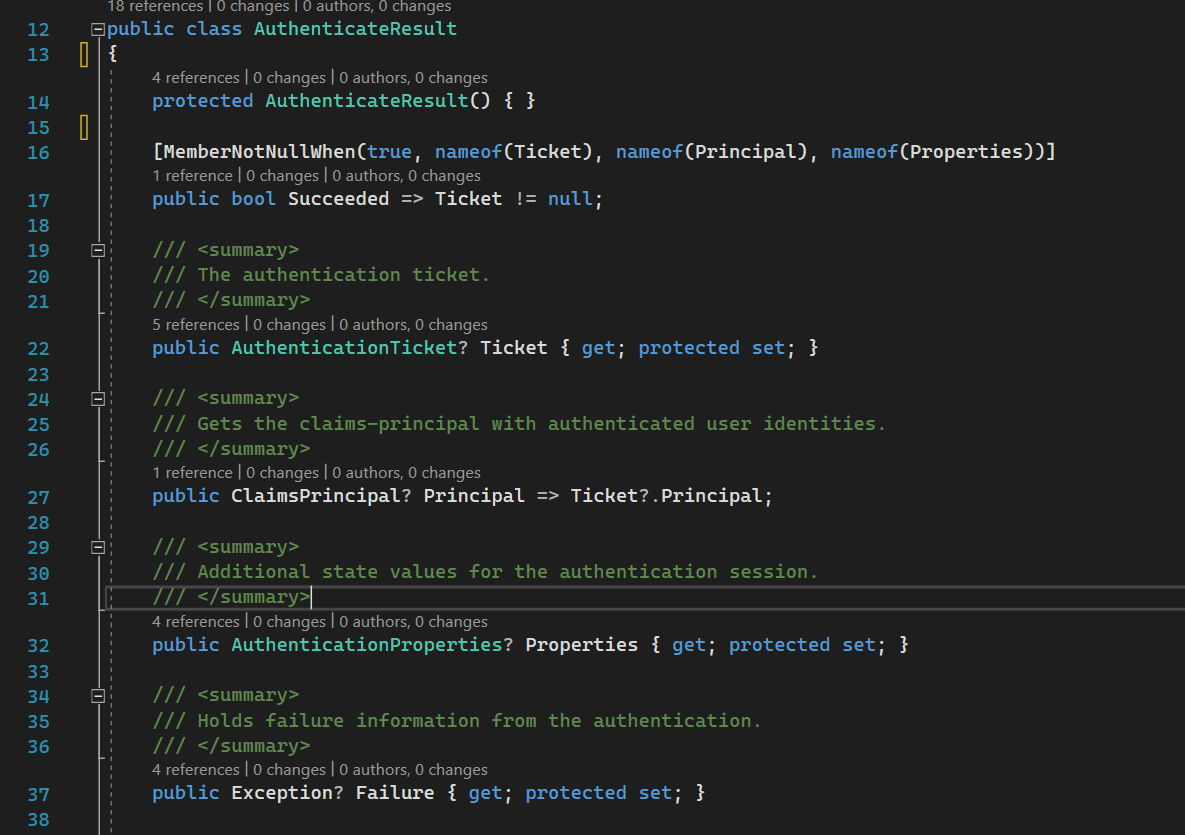 18 references | 0 changes | 0 authors, 0 changes
12 public class AuthenticateResult
13 {
4 references | 0 changes | 0 authors, 0 changes
14 protected AuthenticateResult() { }
15
16 [MemberNotNullWhen(true, nameof(Ticket), nameof(Principal), nameof(Properties))]
1 reference | 0 changes | 0 authors, 0 changes
17 public bool Succeeded => Ticket != null;
18
19 /// <summary>
20 /// The authentication ticket.
21 /// </summary>
5 references | 0 changes | 0 authors, 0 changes
22 public AuthenticationTicket? Ticket { get; protected set; }
23
24 /// <summary>
25 /// Gets the claims-principal with authenticated user identities.
26 /// </summary>
1 reference | 0 changes | 0 authors, 0 changes
27 public ClaimsPrincipal? Principal => Ticket?.Principal;
28
29 /// <summary>
30 /// Additional state values for the authentication session.
31 /// </summary>
4 references | 0 changes | 0 authors, 0 changes
32 public AuthenticationProperties? Properties { get; protected set; }
33
34 /// <summary>
35 /// Holds failure information from the authentication.
36 /// </summary>
4 references | 0 changes | 0 authors, 0 changes
37 public Exception? Failure { get; protected set; }
38